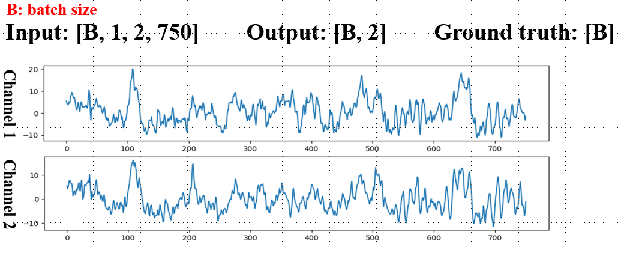 B: batch size
Input: [B, 1, 2, 750] Output: [B, 2] Ground truth: [B]
Channel 1
20
10
0
-10
0 100 200 300 400 500 600 700
Channel 2
10
0
-10
0 100 200 300 400 500 600 700